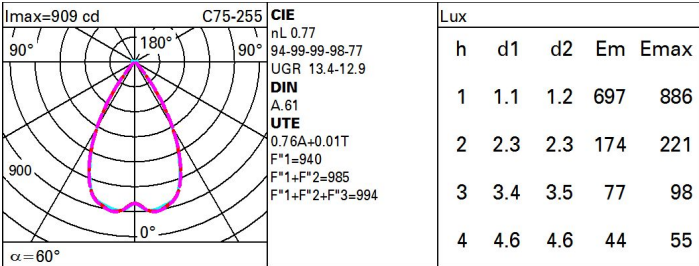 Imax=909 cd C75-255
90° 180° 90°
900
0°
α=60°
CIE
nL 0.77
94-99-99-98-77
UGR 13.4-12.9
DIN
A.61
UTE
0.76A+0.01T
F"1=940
F"1+F"2=985
F"1+F"2+F"3=994
Lux
h d1 d2 Em Emax
1 1.1 1.2 697 886
2 2.3 2.3 174 221
3 3.4 3.5 77 98
4 4.6 4.6 44 55